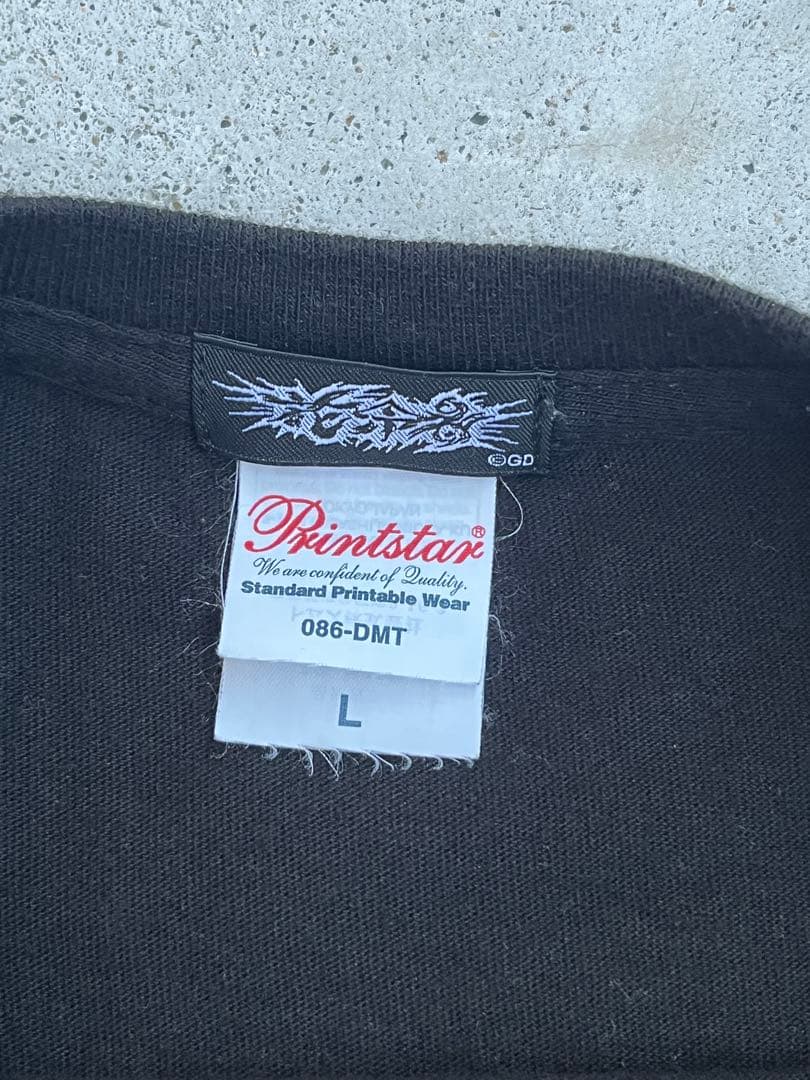 ©GD
Printstar®
We are confident of Quality.
Standard Printable Wear
086-DMT
L